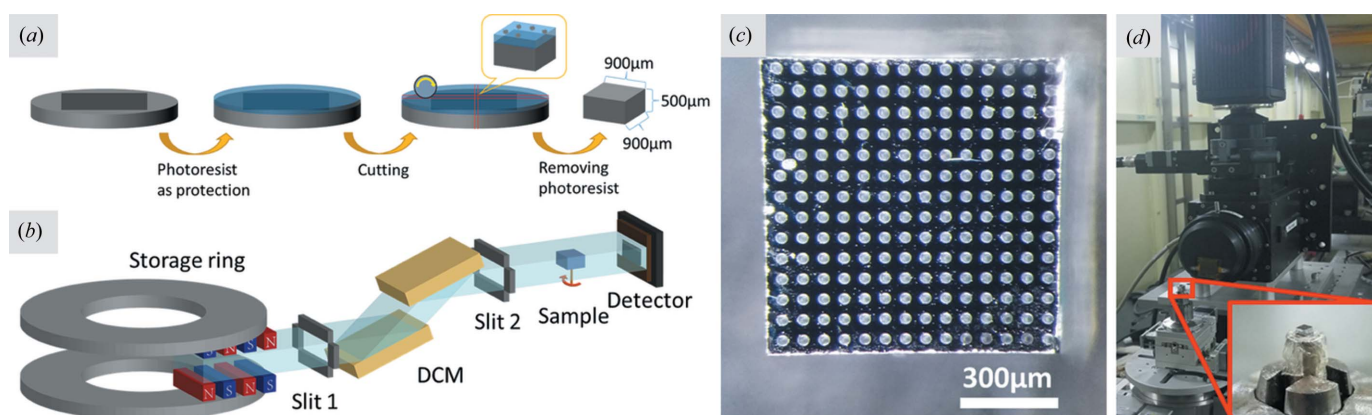 (a)
900μm
500μm
900μm
Photoresist
as protection
Cutting
Removing
photoresist
(b)
Storage ring
S N S N
N S N S
Slit 1
DCM
Slit 2
Sample
Detector
(c)
300μm
(d)